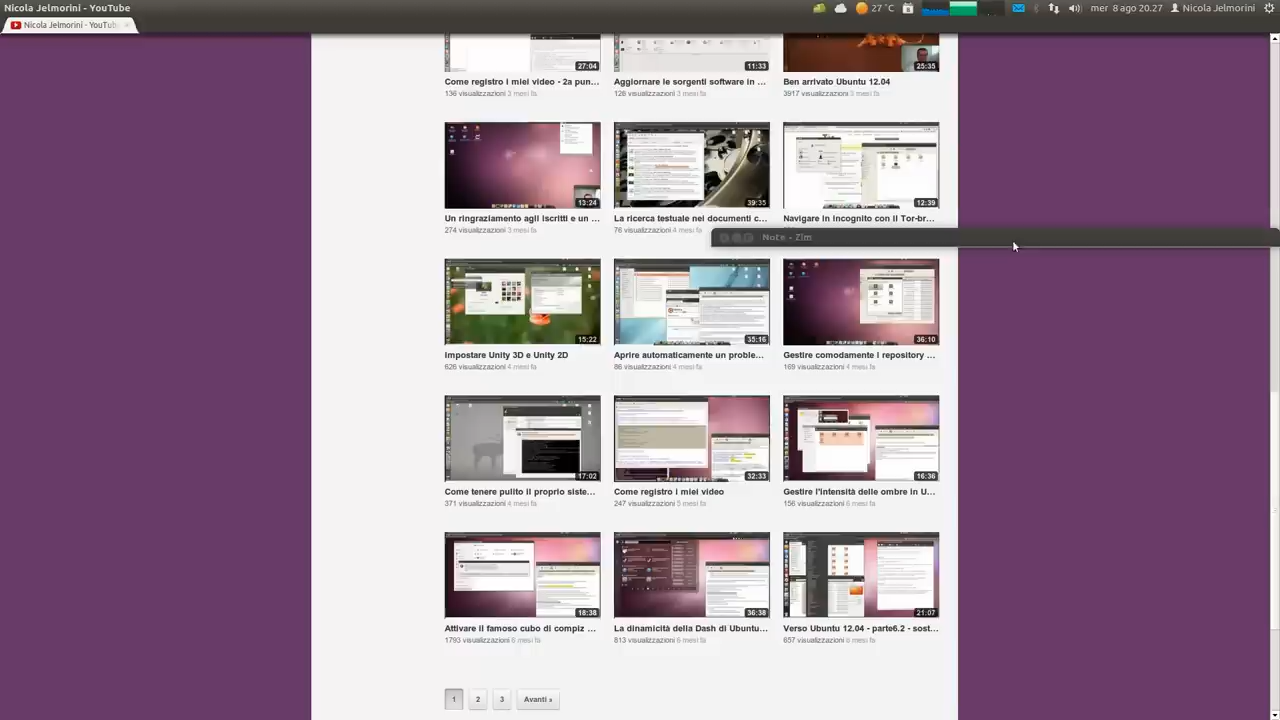 Nicola Jelmorini - YouTube
27 °C
mer 8 ago 20.27
Nicola Jelmorini
Nicola Jelmorini - YouTub
27:04
11:33
25:35
Come registro i miei video - 2a pun...
Aggiornare le sorgenti software in ...
Ben arrivato Ubuntu 12.04
136 visualizzazioni 3 mesi fa
126 visualizzazioni 3 mesi fa
3917 visualizzazioni 3 mesi fa
13:24
39:35
12:39
Un ringraziamento agli iscritti e un ...
La ricerca testuale nei documenti c...
Navigare in incognito con il Tor-br...
274 visualizzazioni 3 mesi fa
76 visualizzazioni 4 mesi fa
Note - Zim
15:22
35:16
36:10
impostare Unity 3D e Unity 2D
Aprire automaticamente un proble...
Gestire comodamente i repository ...
626 visualizzazioni 4 mesi fa
86 visualizzazioni 4 mesi fa
169 visualizzazioni 4 mesi fa
17:02
32:33
16:36
Come tenere pulito il proprio siste...
Come registro i miei video
Gestire l'intensità delle ombre in U...
371 visualizzazioni 4 mesi fa
247 visualizzazioni 5 mesi fa
156 visualizzazioni 6 mesi fa
18:38
36:38
21:07
Attivare il famoso cubo di compiz ...
La dinamicità della Dash di Ubuntu...
Verso Ubuntu 12.04 - parte6.2 - sost...
1793 visualizzazioni 6 mesi fa
813 visualizzazioni 6 mesi fa
657 visualizzazioni 6 mesi fa
1 2 3 Avanti »